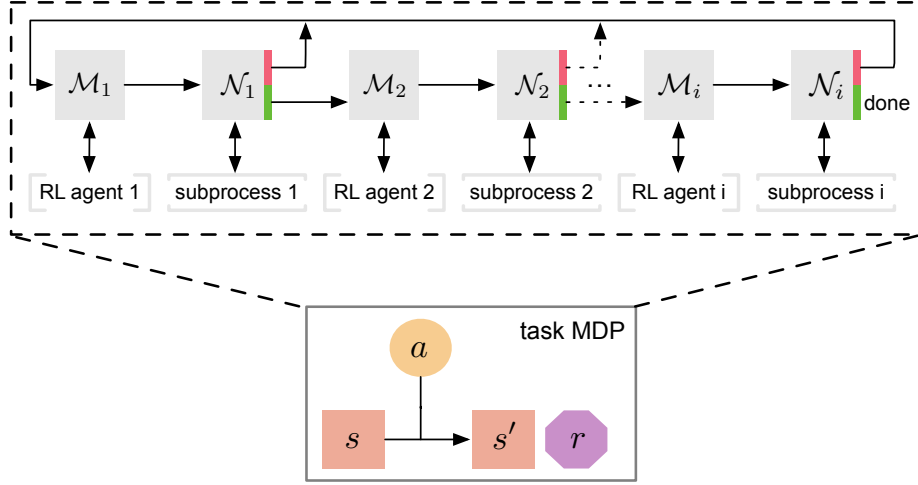 ℳ₁ 𝒩₁ ℳ₂ 𝒩₂ ... ℳᵢ 𝒩ᵢ
done
RL agent 1 subprocess 1 RL agent 2 subprocess 2 RL agent i subprocess i
task MDP
a
s s′ r